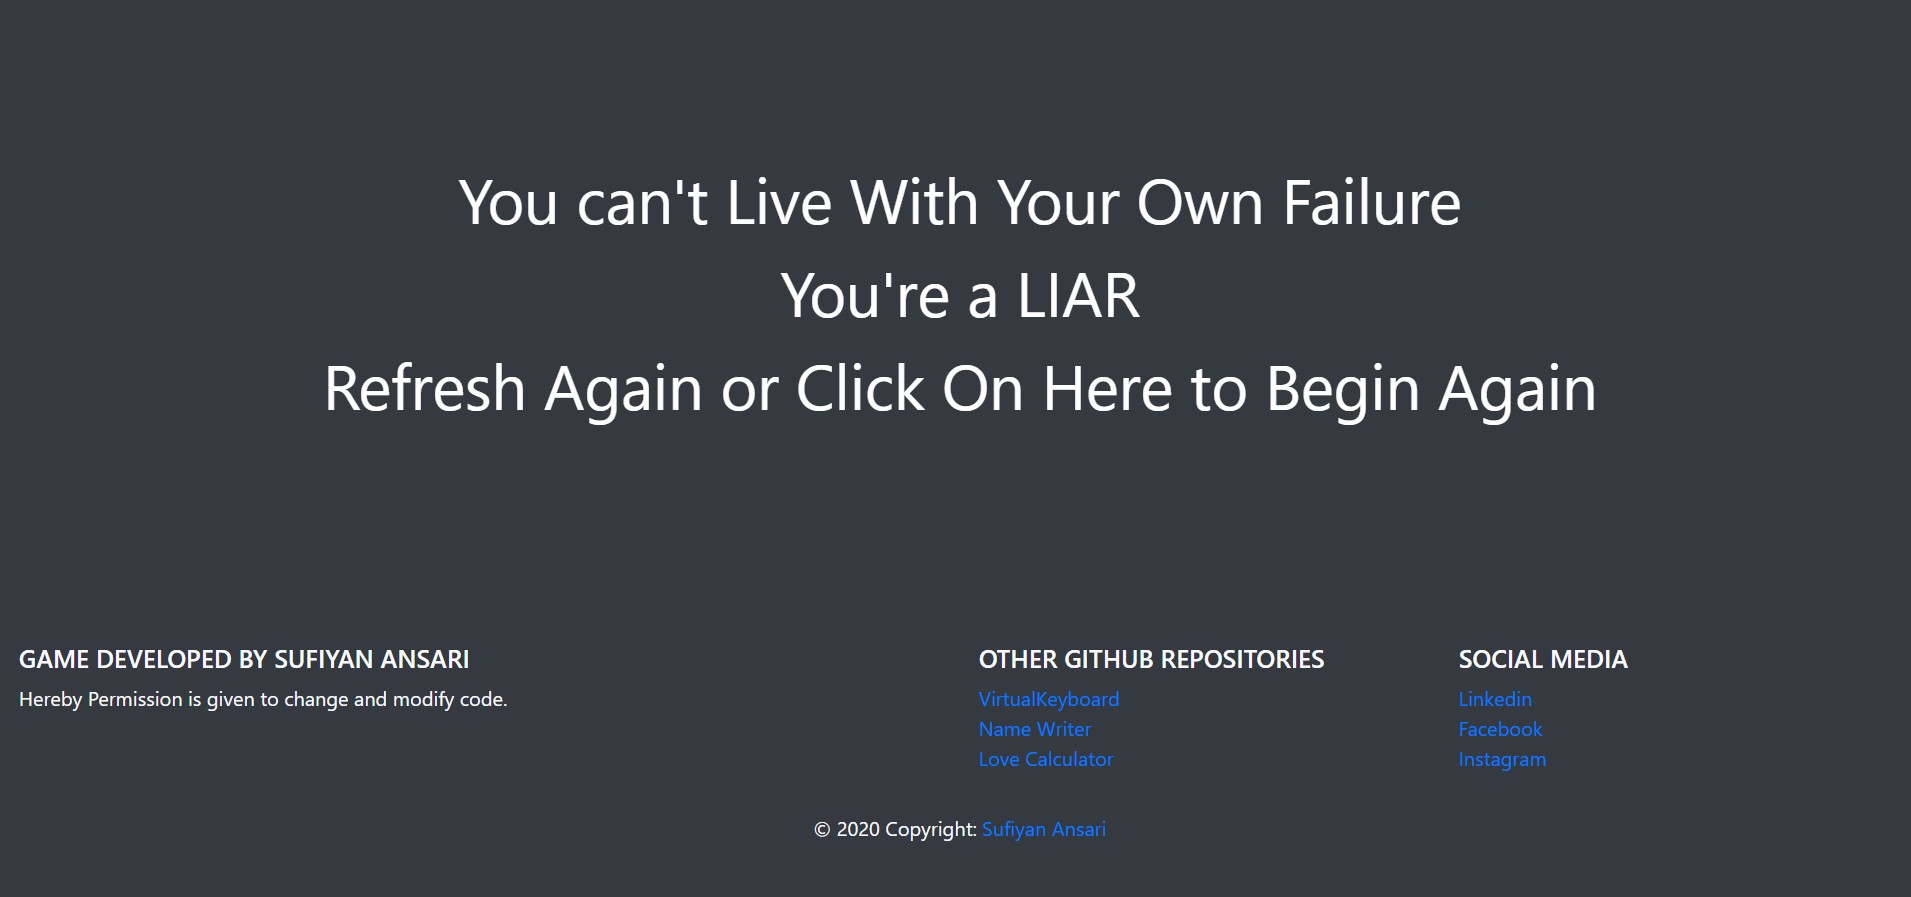 You can't Live With Your Own Failure
You're a LIAR
Refresh Again or Click On Here to Begin Again
GAME DEVELOPED BY SUFIYAN ANSARI
Hereby Permission is given to change and modify code.
OTHER GITHUB REPOSITORIES
VirtualKeyboard
Name Writer
Love Calculator
SOCIAL MEDIA
Linkedin
Facebook
Instagram
© 2020 Copyright: Sufiyan Ansari